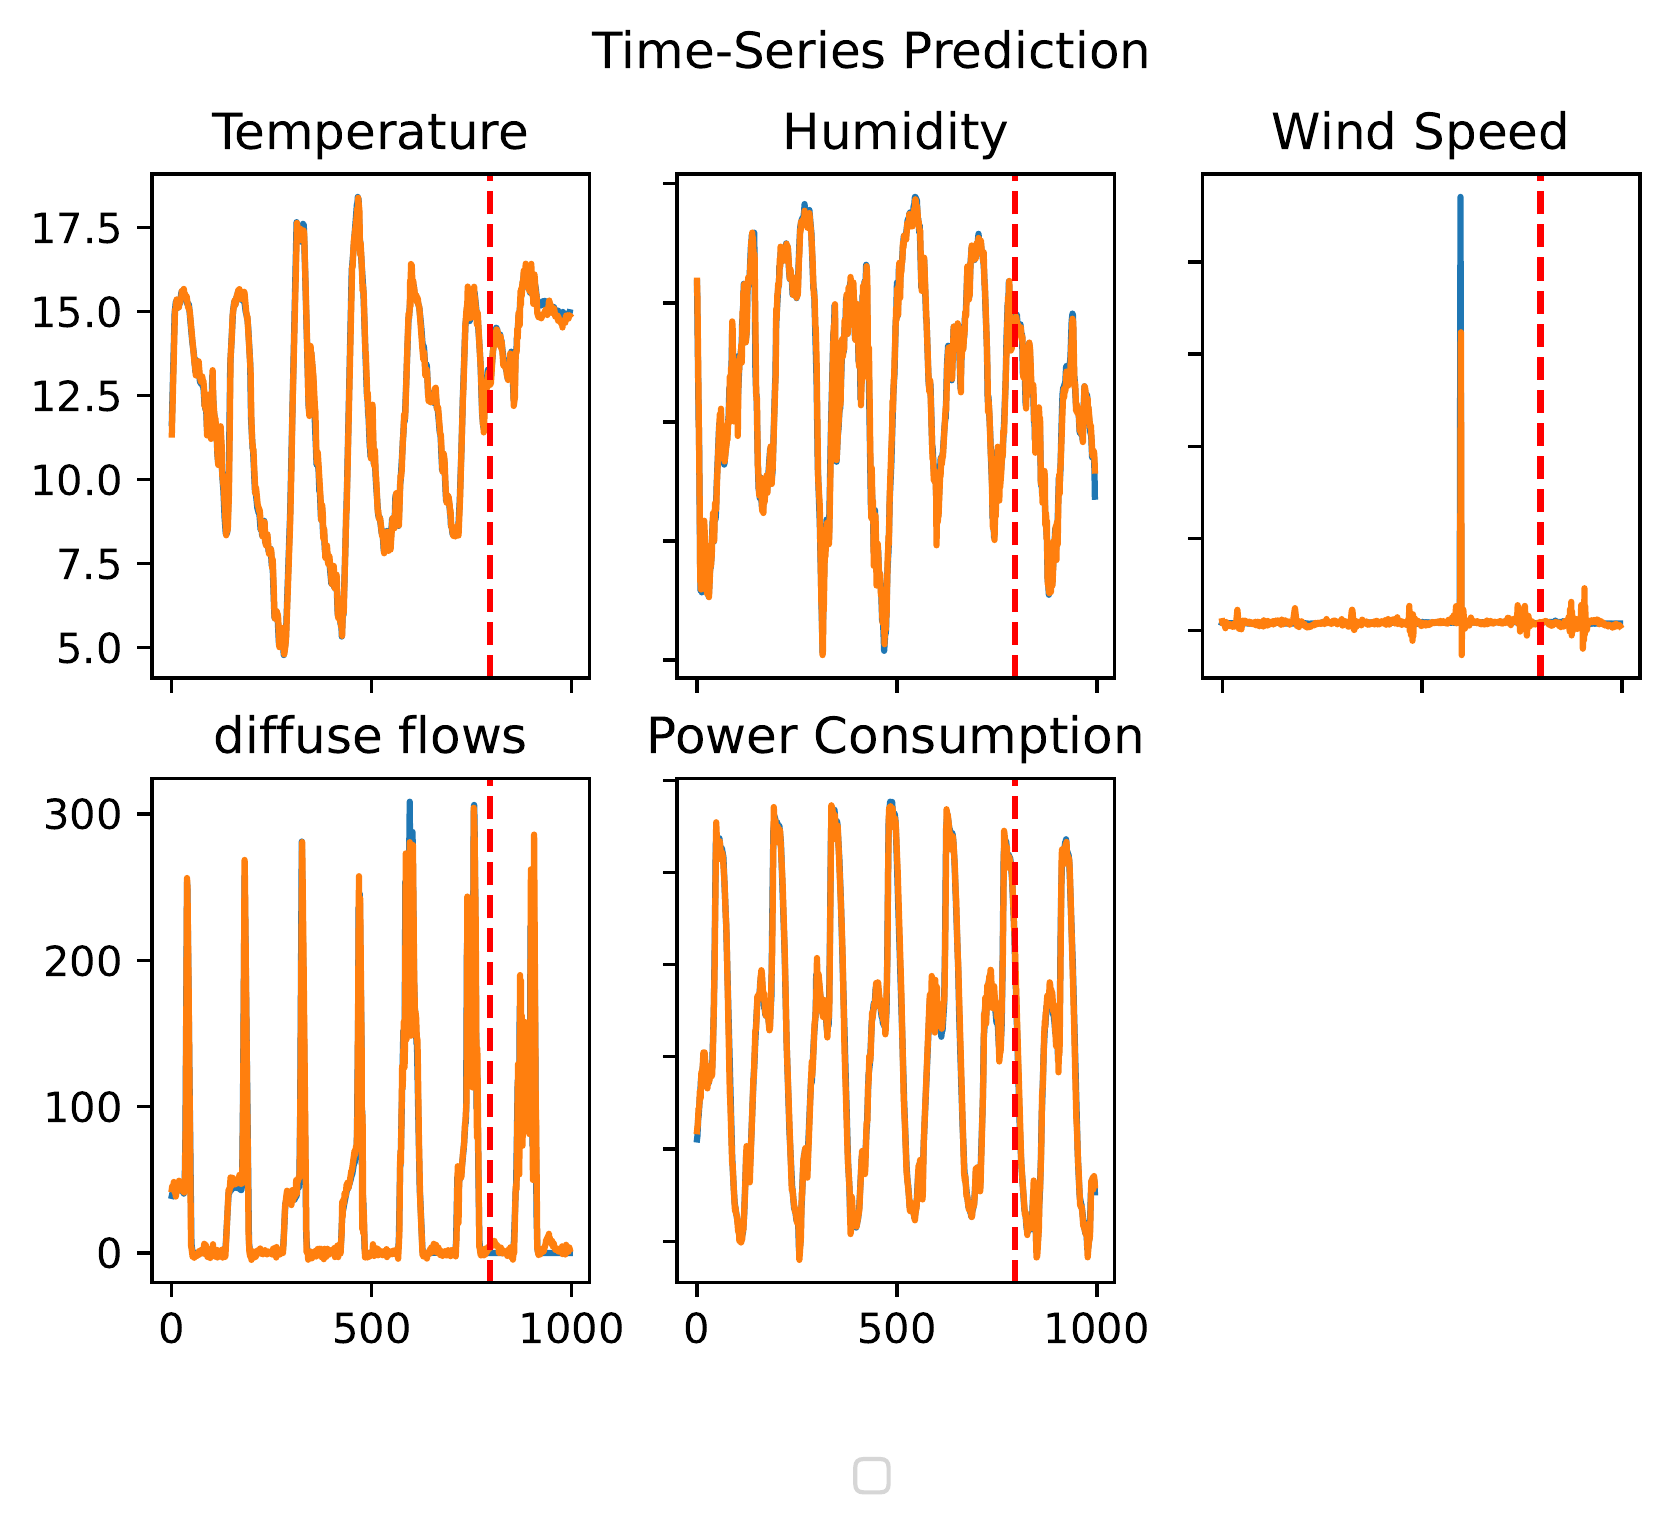 Time-Series Prediction
Temperature
Humidity
Wind Speed
17.5
15.0
12.5
10.0
7.5
5.0
diffuse flows
Power Consumption
300
200
100
0
0
500
1000
0
500
1000